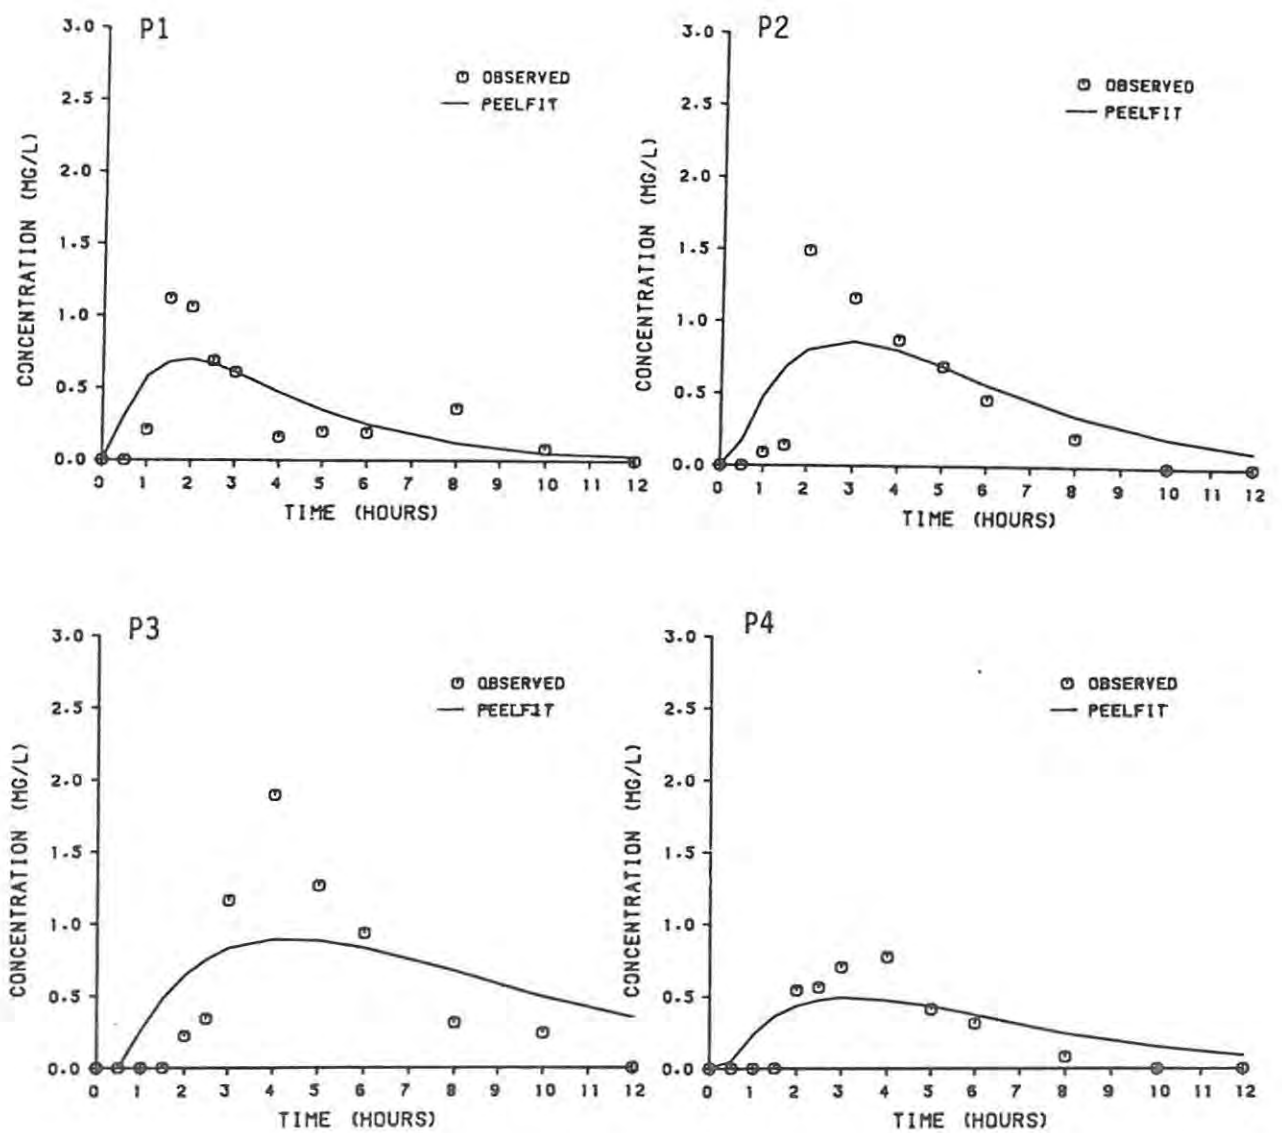 P1
3.0
2.5
2.0
1.5
1.0
0.5
0.0
CONCENTRATION (MG/L)
OBSERVED
PEELFIT
0 1 2 3 4 5 6 7 8 9 10 11 12
TIME (HOURS)
P2
3.0
2.5
2.0
1.5
1.0
0.5
0.0
CONCENTRATION (MG/L)
OBSERVED
PEELFIT
0 1 2 3 4 5 6 7 8 9 10 11 12
TIME (HOURS)
P3
3.0
2.5
2.0
1.5
1.0
0.5
0.0
CONCENTRATION (MG/L)
OBSERVED
PEELFIT
0 1 2 3 4 5 6 7 8 9 10 11 12
TIME (HOURS)
P4
3.0
2.5
2.0
1.5
1.0
0.5
0.0
CONCENTRATION (MG/L)
OBSERVED
PEELFIT
0 1 2 3 4 5 6 7 8 9 10 11 12
TIME (HOURS)